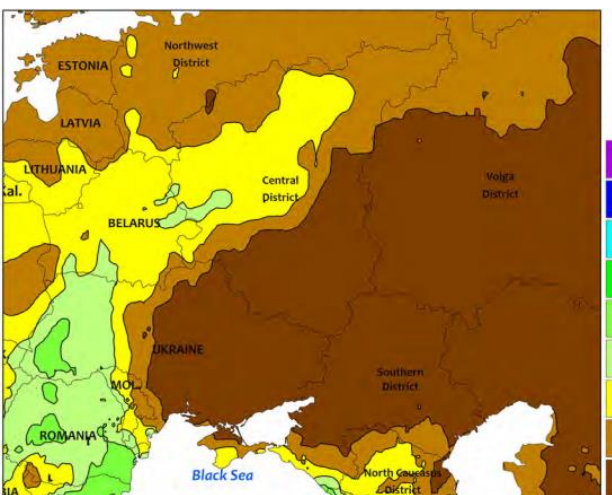 Northwest
District
ESTONIA
LATVIA
LITHUANIA
Kal.
Central
District
Volga
District
BELARUS
UKRAINE
MOL.
Southern
District
ROMANIA
Black Sea
North Caucasus
District